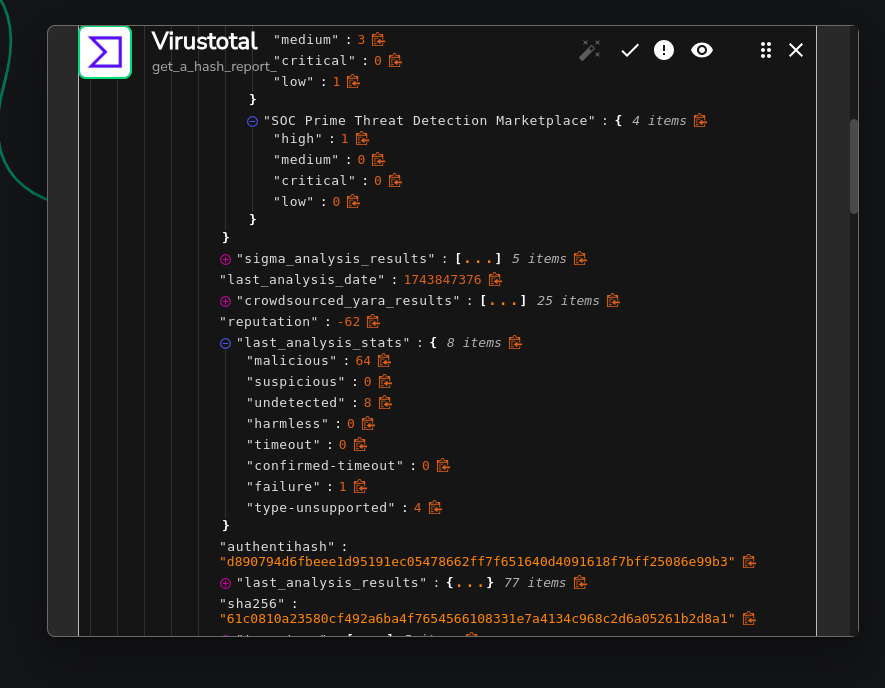 Virustotal
get_a_hash_report_
"medium" : 3
"critical" : 0
"low" : 1
}
"SOC Prime Threat Detection Marketplace" : { 4 items
"high" : 1
"medium" : 0
"critical" : 0
"low" : 0
}
}
"sigma_analysis_results" : [...] 5 items
"last_analysis_date" : 1743847376
"crowdsourced_yara_results" : [...] 25 items
"reputation" : -62
"last_analysis_stats" : { 8 items
"malicious" : 64
"suspicious" : 0
"undetected" : 8
"harmless" : 0
"timeout" : 0
"confirmed-timeout" : 0
"failure" : 1
"type-unsupported" : 4
}
"authentihash" :
"d890794d6fbeee1d95191ec05478662ff7f651640d4091618f7bff25086e99b3"
"last_analysis_results" : {...} 77 items
"sha256" :
"61c0810a23580cf492a6ba4f7654566108331e7a4134c968c2d6a05261b2d8a1"